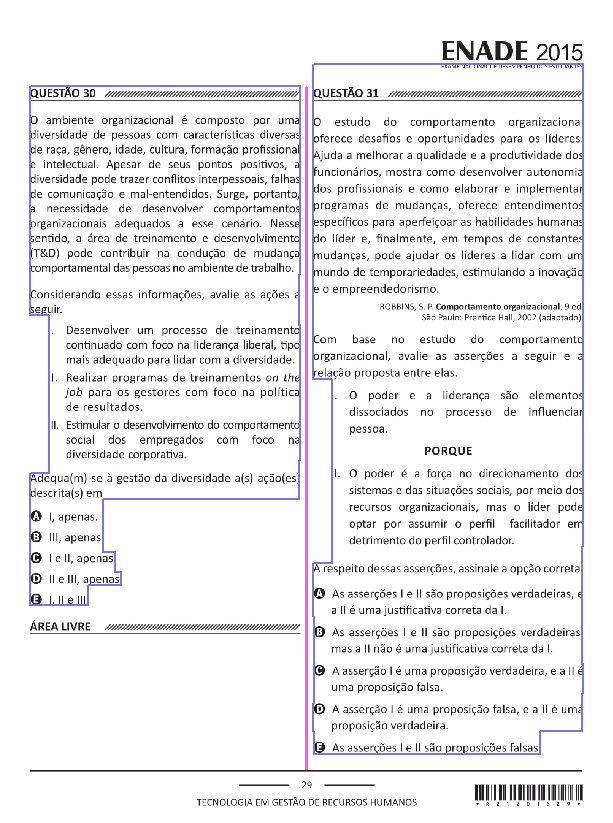 ENADE 2015
EXAME NACIONAL DE DESEMPENHO DOS ESTUDANTES
QUESTÃO 30
O ambiente organizacional é composto por uma
diversidade de pessoas com características diversas
de raça, gênero, idade, cultura, formação profissional
e intelectual. Apesar de seus pontos positivos, a
diversidade pode trazer conflitos interpessoais, falhas
de comunicação e mal-entendidos. Surge, portanto,
a necessidade de desenvolver comportamentos
organizacionais adequados a esse cenário. Nesse
sentido, a área de treinamento e desenvolvimento
(T&D) pode contribuir na condução de mudança
comportamental das pessoas no ambiente de trabalho.
Considerando essas informações, avalie as ações a
seguir.
. Desenvolver um processo de treinamento
continuado com foco na liderança liberal, tipo
mais adequado para lidar com a diversidade.
I. Realizar programas de treinamentos on the
job para os gestores com foco na política
de resultados.
II. Estimular o desenvolvimento do comportamento
social dos empregados com foco na
diversidade corporativa.
Adequa(m)-se à gestão da diversidade a(s) ação(es)
descrita(s) em
A I, apenas.
B III, apenas
C I e II, apenas
D II e III, apenas
E I, II e III
ÁREA LIVRE
QUESTÃO 31
O estudo do comportamento organizaciona
oferece desafios e oportunidades para os líderes.
Ajuda a melhorar a qualidade e a produtividade dos
funcionários, mostra como desenvolver autonomia
dos profissionais e como elaborar e implementar
programas de mudanças, oferece entendimentos
específicos para aperfeiçoar as habilidades humanas
do líder e, finalmente, em tempos de constantes
mudanças, pode ajudar os líderes a lidar com um
mundo de temporariedades, estimulando a inovação
e o empreendedorismo.
ROBBINS, S. P. Comportamento organizacional. 9 ed
São Paulo: Prentice Hall, 2002 (adaptado)
Com base no estudo do comportamento
organizacional, avalie as asserções a seguir e a
relação proposta entre elas.
. O poder e a liderança são elementos
dissociados no processo de influenciar
pessoa.
PORQUE
I. O poder é a força no direcionamento dos
sistemas e das situações sociais, por meio dos
recursos organizacionais, mas o líder pode
optar por assumir o perfil facilitador em
detrimento do perfil controlador.
A respeito dessas asserções, assinale a opção correta
A As asserções I e II são proposições verdadeiras, e
a II é uma justificativa correta da I.
B As asserções I e II são proposições verdadeiras
mas a II não é uma justificativa correta da I.
C A asserção I é uma proposição verdadeira, e a II é
uma proposição falsa.
D A asserção I é uma proposição falsa, e a II é uma
proposição verdadeira.
E As asserções I e II são proposições falsas
29
TECNOLOGIA EM GESTÃO DE RECURSOS HUMANOS